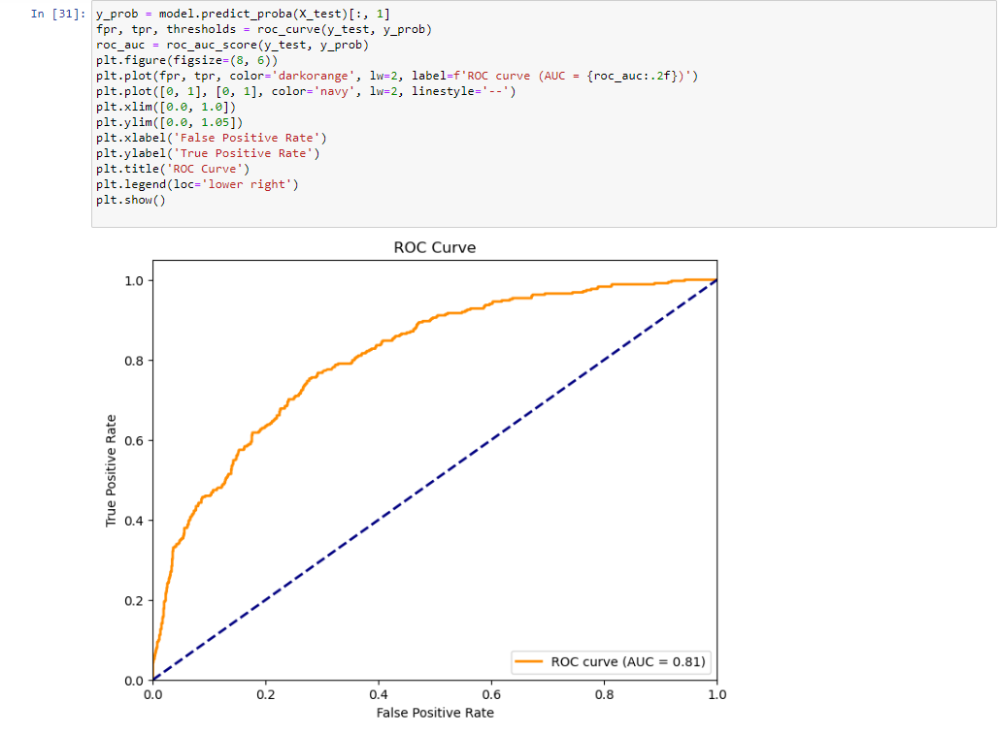 In [31]: y_prob = model.predict_proba(X_test)[:, 1]
fpr, tpr, thresholds = roc_curve(y_test, y_prob)
roc_auc = roc_auc_score(y_test, y_prob)
plt.figure(figsize=(8, 6))
plt.plot(fpr, tpr, color='darkorange', lw=2, label=f'ROC curve (AUC = {roc_auc:.2f})')
plt.plot([0, 1], [0, 1], color='navy', lw=2, linestyle='--')
plt.xlim([0.0, 1.0])
plt.ylim([0.0, 1.05])
plt.xlabel('False Positive Rate')
plt.ylabel('True Positive Rate')
plt.title('ROC Curve')
plt.legend(loc='lower right')
plt.show()
ROC Curve
True Positive Rate
1.0
0.8
0.6
0.4
0.2
0.0
ROC curve (AUC = 0.81)
0.0 0.2 0.4 0.6 0.8 1.0
False Positive Rate